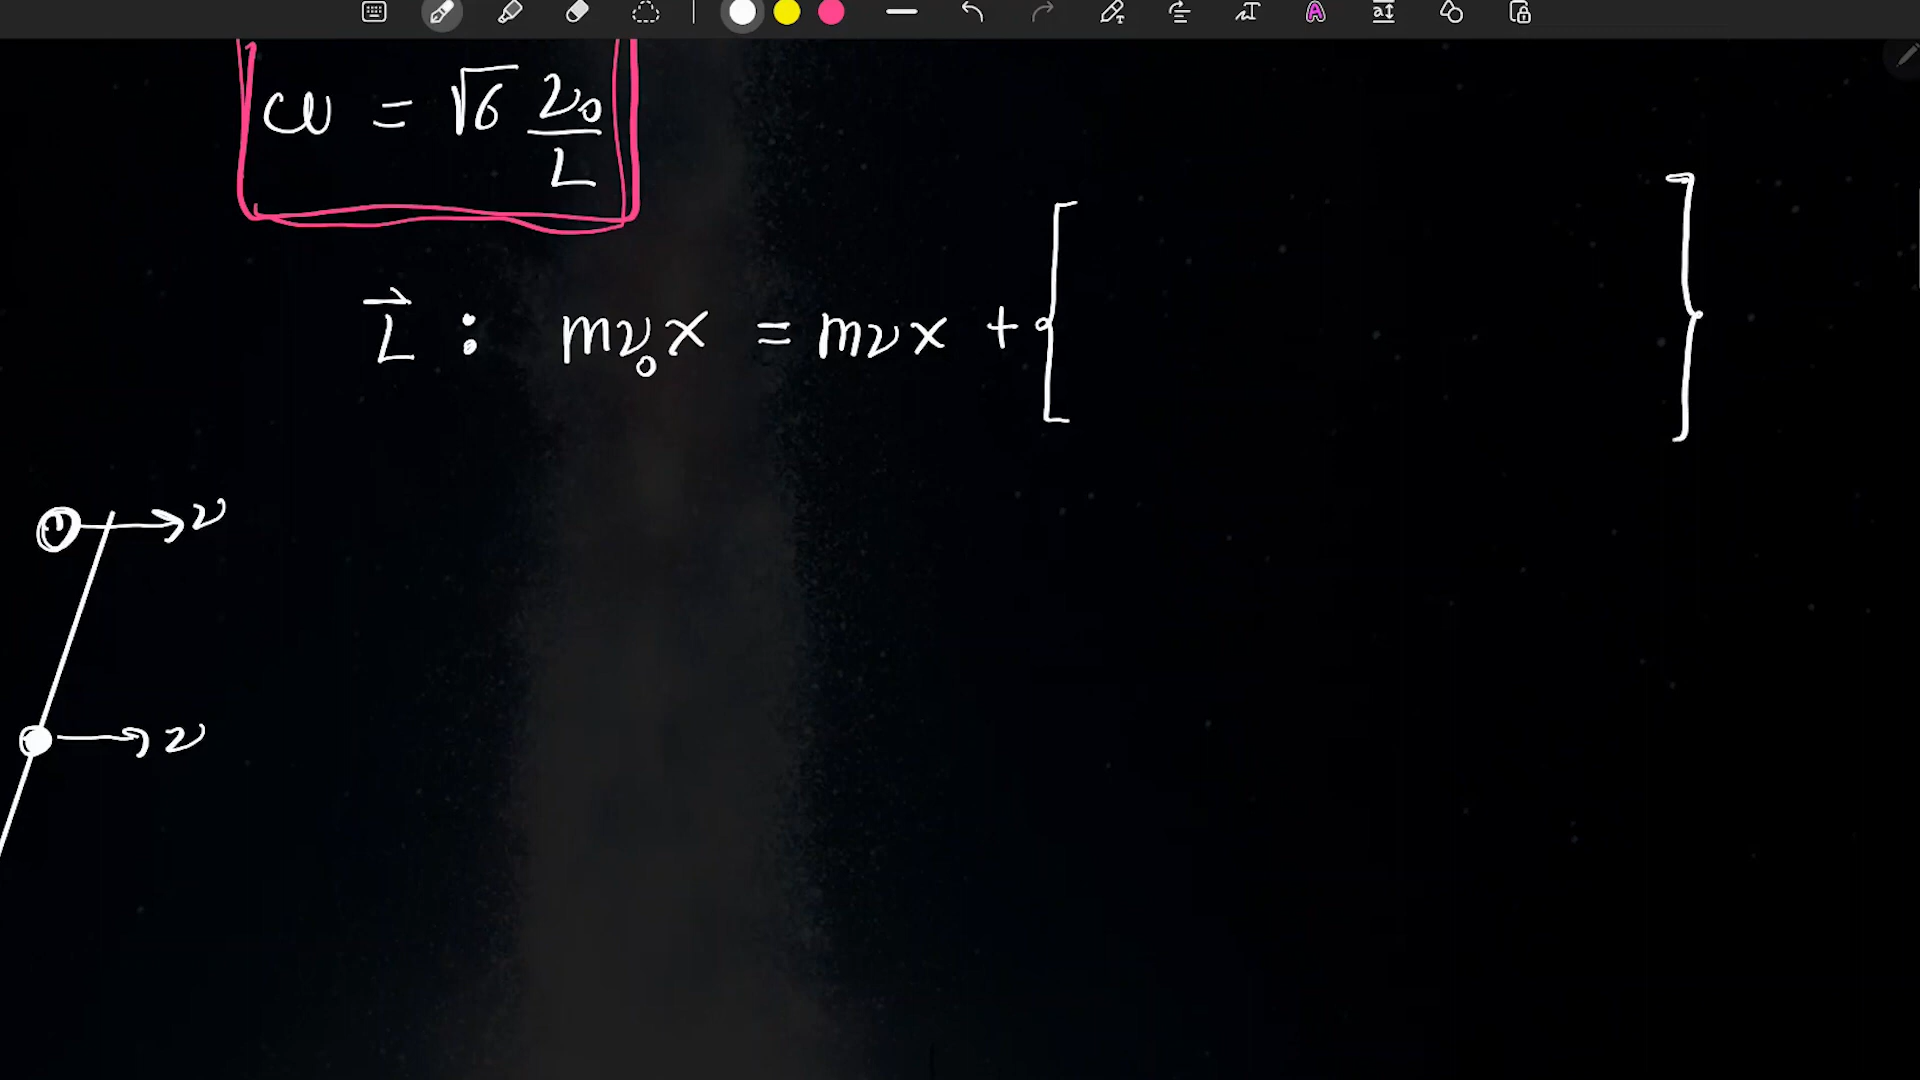 ω = √6 v₀/L
L⃗ : mv₀x = mvx + [ ]
v
v